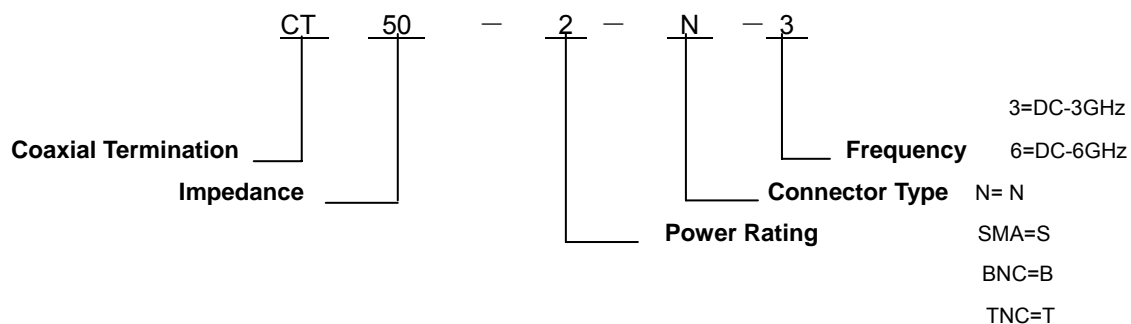 CT 50 — 2 — N — 3
3=DC-3GHz
Coaxial Termination Frequency 6=DC-6GHz
Impedance Connector Type N= N
Power Rating SMA=S
BNC=B
TNC=T